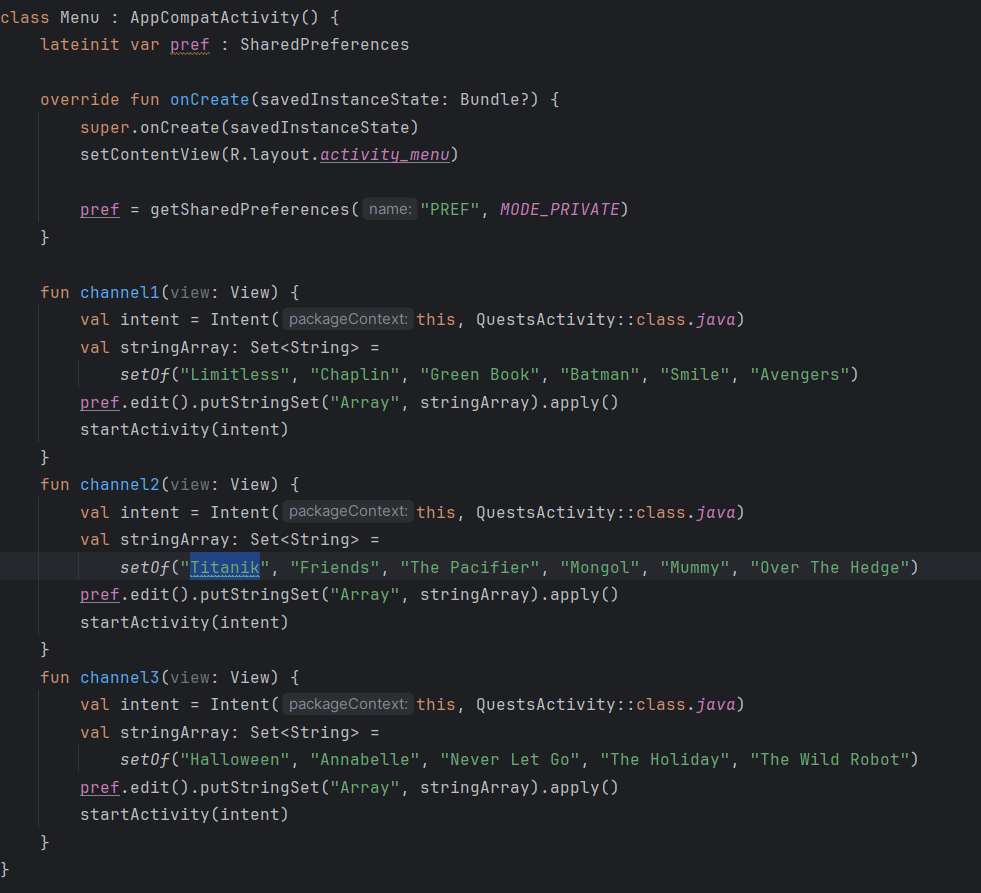 class Menu : AppCompatActivity() {
    lateinit var pref : SharedPreferences

    override fun onCreate(savedInstanceState: Bundle?) {
        super.onCreate(savedInstanceState)
        setContentView(R.layout.activity_menu)

        pref = getSharedPreferences( name: "PREF", MODE_PRIVATE)
    }

    fun channel1(view: View) {
        val intent = Intent( packageContext: this, QuestsActivity::class.java)
        val stringArray: Set<String> =
            setOf("Limitless", "Chaplin", "Green Book", "Batman", "Smile", "Avengers")
        pref.edit().putStringSet("Array", stringArray).apply()
        startActivity(intent)
    }
    fun channel2(view: View) {
        val intent = Intent( packageContext: this, QuestsActivity::class.java)
        val stringArray: Set<String> =
            setOf("Titanik", "Friends", "The Pacifier", "Mongol", "Mummy", "Over The Hedge")
        pref.edit().putStringSet("Array", stringArray).apply()
        startActivity(intent)
    }
    fun channel3(view: View) {
        val intent = Intent( packageContext: this, QuestsActivity::class.java)
        val stringArray: Set<String> =
            setOf("Halloween", "Annabelle", "Never Let Go", "The Holiday", "The Wild Robot")
        pref.edit().putStringSet("Array", stringArray).apply()
        startActivity(intent)
    }
}